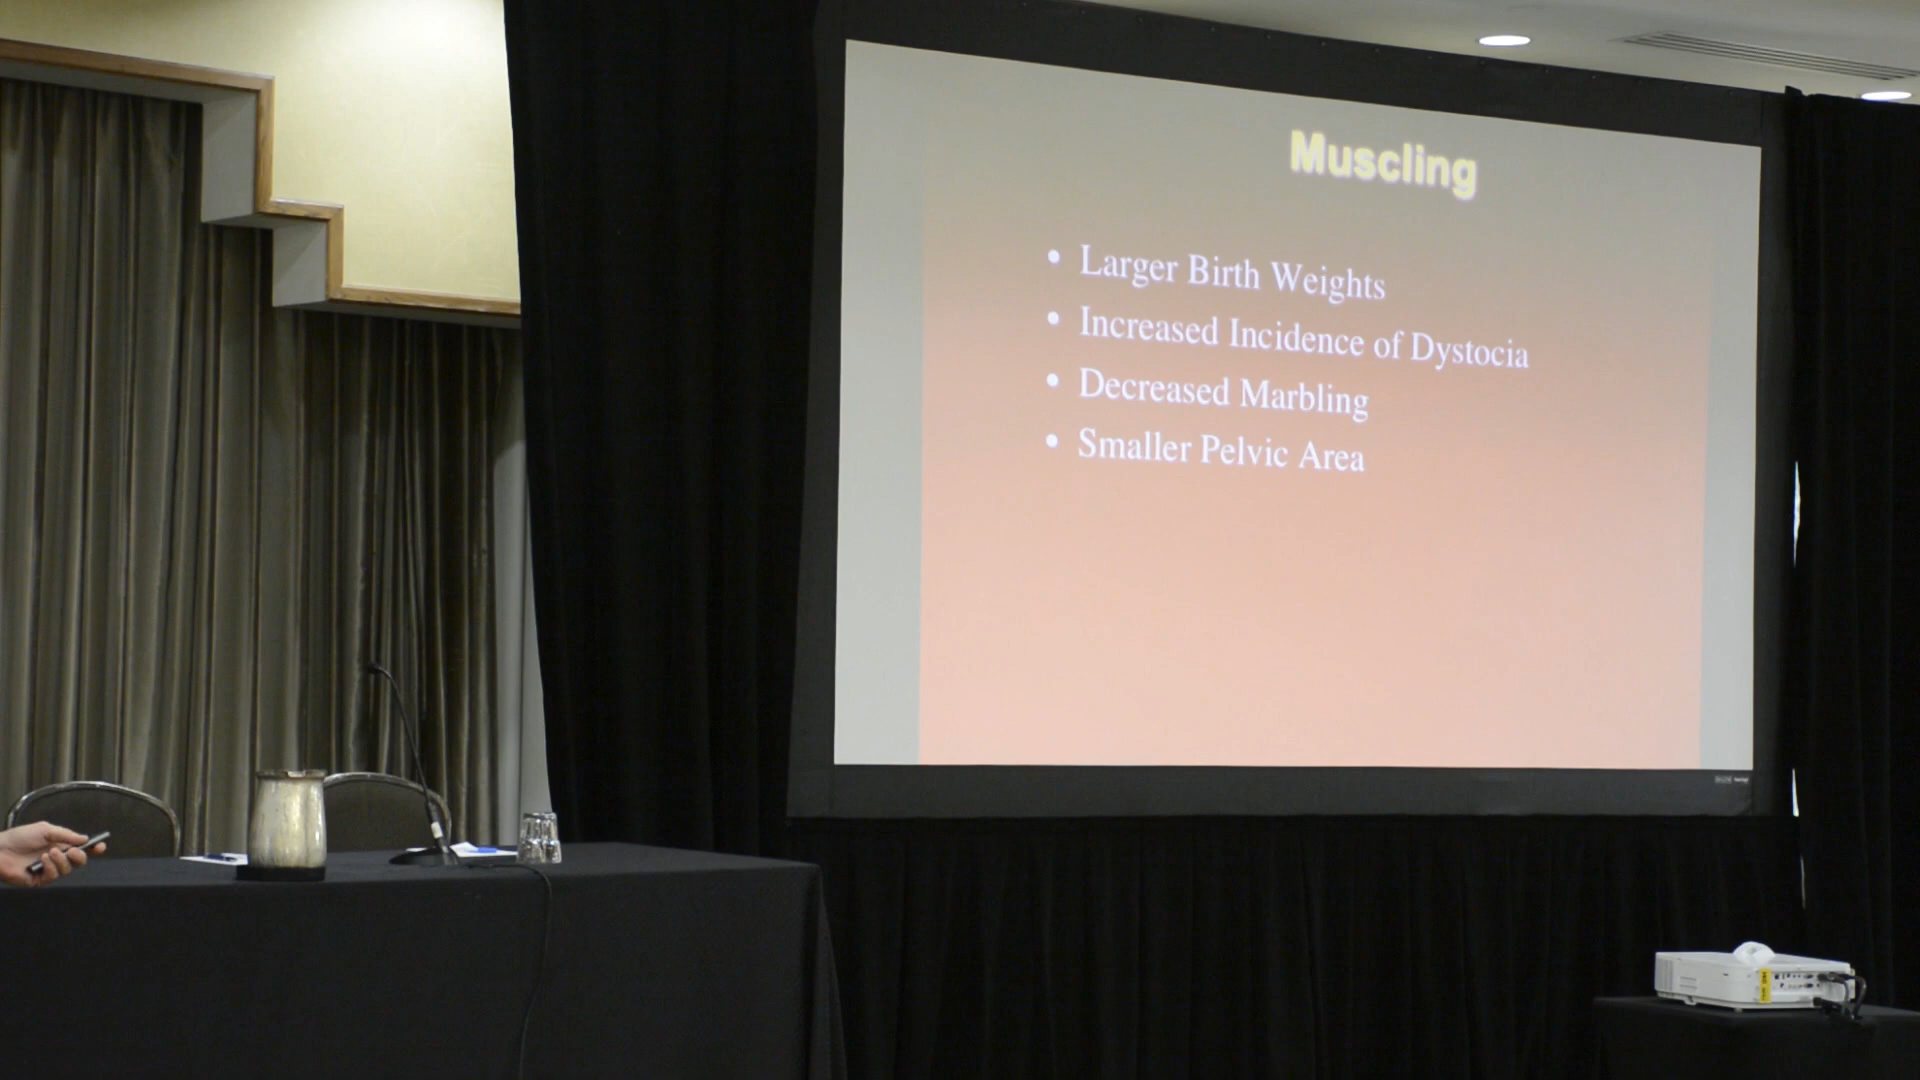 Muscling
• Larger Birth Weights
• Increased Incidence of Dystocia
• Decreased Marbling
• Smaller Pelvic Area